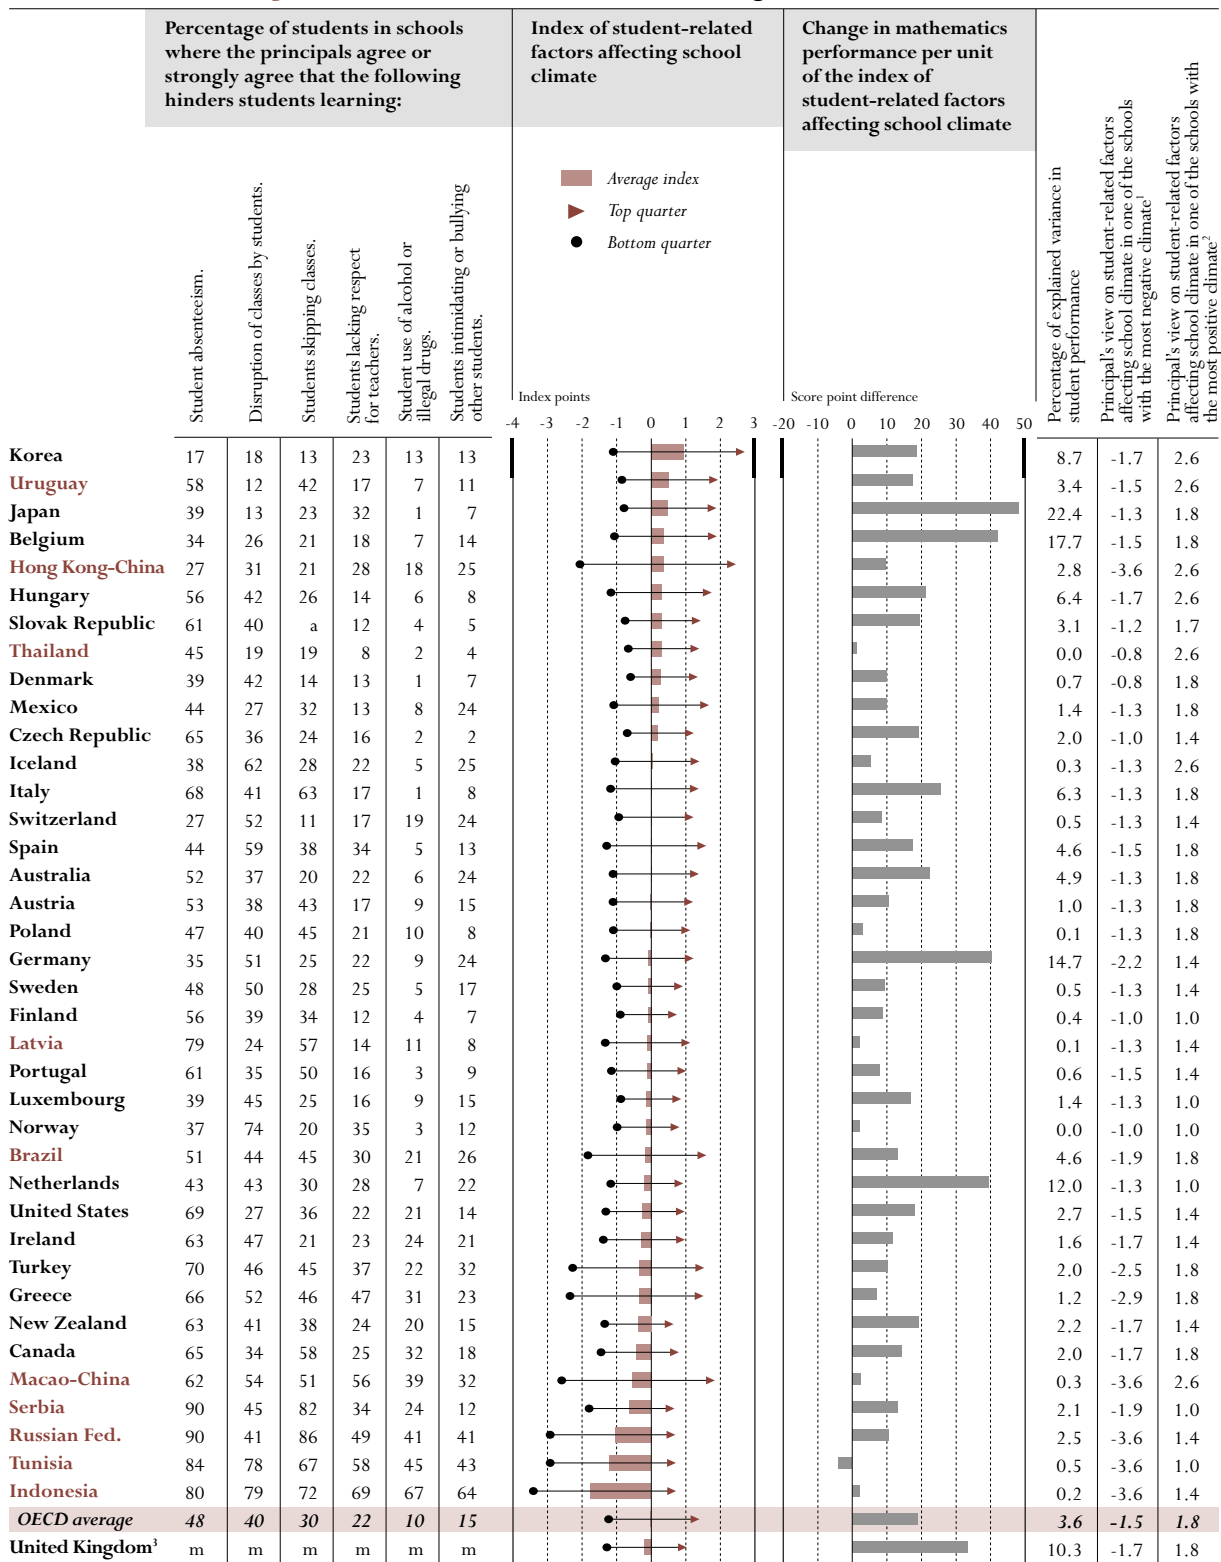 Percentage of students in schools
where the principals agree or
strongly agree that the following
hinders students learning:
Index of student-related
factors affecting school
climate
Change in mathematics
performance per unit
of the index of
student-related factors
affecting school climate
Student absenteeism.
Disruption of classes by students.
Students skipping classes.
Students lacking respect
for teachers.
Student use of alcohol or
illegal drugs.
Students intimidating or bullying
other students.
Average index
Top quarter
Bottom quarter
Percentage of explained variance in
student performance
Principal's view on student-related factors
affecting school climate in one of the schools
with the most negative climate1
Principal's view on student-related factors
affecting school climate in one of the schools with
the most positive climate2
Index points
Score point difference
-4 -3 -2 -1 0 1 2 3 -20 -10 0 10 20 30 40 50
Korea 17 18 13 23 13 13 8.7 -1.7 2.6
Uruguay 58 12 42 17 7 11 3.4 -1.5 2.6
Japan 39 13 23 32 1 7 22.4 -1.3 1.8
Belgium 34 26 21 18 7 14 17.7 -1.5 1.8
Hong Kong-China 27 31 21 28 18 25 2.8 -3.6 2.6
Hungary 56 42 26 14 6 8 6.4 -1.7 2.6
Slovak Republic 61 40 a 12 4 5 3.1 -1.2 1.7
Thailand 45 19 19 8 2 4 0.0 -0.8 2.6
Denmark 39 42 14 13 1 7 0.7 -0.8 1.8
Mexico 44 27 32 13 8 24 1.4 -1.3 1.8
Czech Republic 65 36 24 16 2 2 2.0 -1.0 1.4
Iceland 38 62 28 22 5 25 0.3 -1.3 2.6
Italy 68 41 63 17 1 8 6.3 -1.3 1.8
Switzerland 27 52 11 17 19 24 0.5 -1.3 1.4
Spain 44 59 38 34 5 13 4.6 -1.5 1.8
Australia 52 37 20 22 6 24 4.9 -1.3 1.8
Austria 53 38 43 17 9 15 1.0 -1.3 1.8
Poland 47 40 45 21 10 8 0.1 -1.3 1.8
Germany 35 51 25 22 9 24 14.7 -2.2 1.4
Sweden 48 50 28 25 5 17 0.5 -1.3 1.4
Finland 56 39 34 12 4 7 0.4 -1.0 1.0
Latvia 79 24 57 14 11 8 0.1 -1.3 1.4
Portugal 61 35 50 16 3 9 0.6 -1.5 1.4
Luxembourg 39 45 25 16 9 15 1.4 -1.3 1.0
Norway 37 74 20 35 3 12 0.0 -1.0 1.0
Brazil 51 44 45 30 21 26 4.6 -1.9 1.8
Netherlands 43 43 30 28 7 22 12.0 -1.3 1.0
United States 69 27 36 22 21 14 2.7 -1.5 1.4
Ireland 63 47 21 23 24 21 1.6 -1.7 1.4
Turkey 70 46 45 37 22 32 2.0 -2.5 1.8
Greece 66 52 46 47 31 23 1.2 -2.9 1.8
New Zealand 63 41 38 24 20 15 2.2 -1.7 1.4
Canada 65 34 58 25 32 18 2.0 -1.7 1.8
Macao-China 62 54 51 56 39 32 0.3 -3.6 2.6
Serbia 90 45 82 34 24 12 2.1 -1.9 1.0
Russian Fed. 90 41 86 49 41 41 2.5 -3.6 1.4
Tunisia 84 78 67 58 45 43 0.5 -3.6 1.0
Indonesia 80 79 72 69 67 64 0.2 -3.6 1.4
OECD average 48 40 30 22 10 15 3.6 -1.5 1.8
United Kingdom3 m m m m m m 10.3 -1.7 1.8